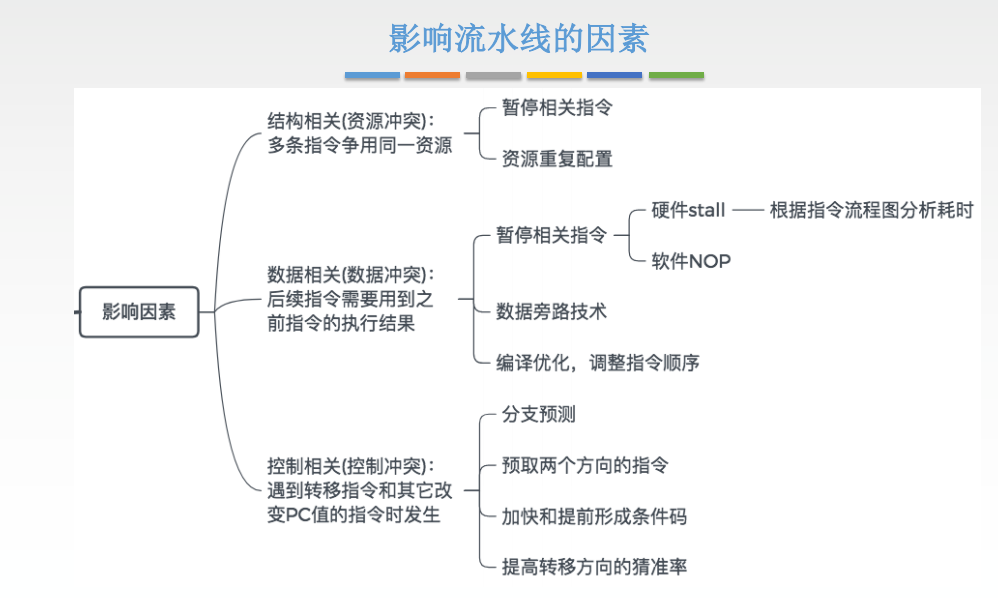 影响流水线的因素
影响因素
结构相关(资源冲突)：
多条指令争用同一资源
暂停相关指令
资源重复配置
数据相关(数据冲突)：
后续指令需要用到之
前指令的执行结果
暂停相关指令
硬件stall
根据指令流程图分析耗时
软件NOP
数据旁路技术
编译优化，调整指令顺序
控制相关(控制冲突)：
遇到转移指令和其它改
变PC值的指令时发生
分支预测
预取两个方向的指令
加快和提前形成条件码
提高转移方向的猜准率